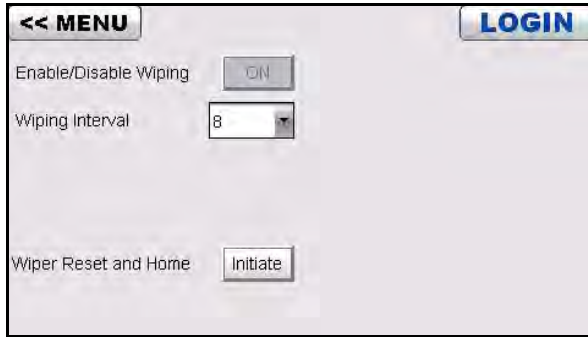 << MENU
LOGIN
Enable/Disable Wiping
ON
Wiping Interval
8
Wiper Reset and Home
Initiate